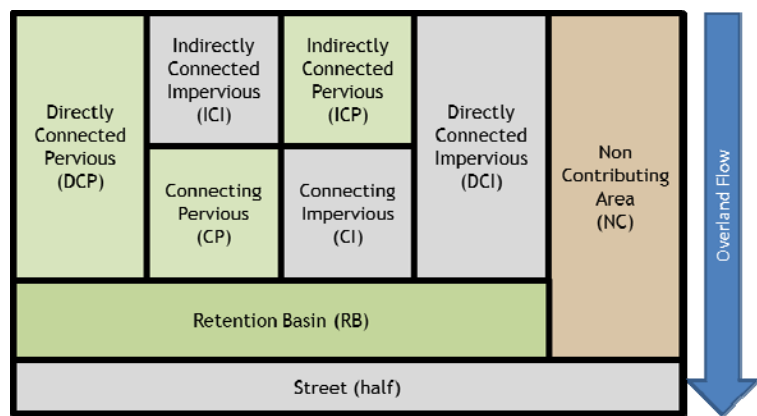 Directly
Connected
Pervious
(DCP)
Indirectly
Connected
Impervious
(ICI)
Indirectly
Connected
Pervious
(ICP)
Connecting
Pervious
(CP)
Connecting
Impervious
(CI)
Directly
Connected
Impervious
(DCI)
Non
Contributing
Area
(NC)
Retention Basin (RB)
Street (half)
Overland Flow